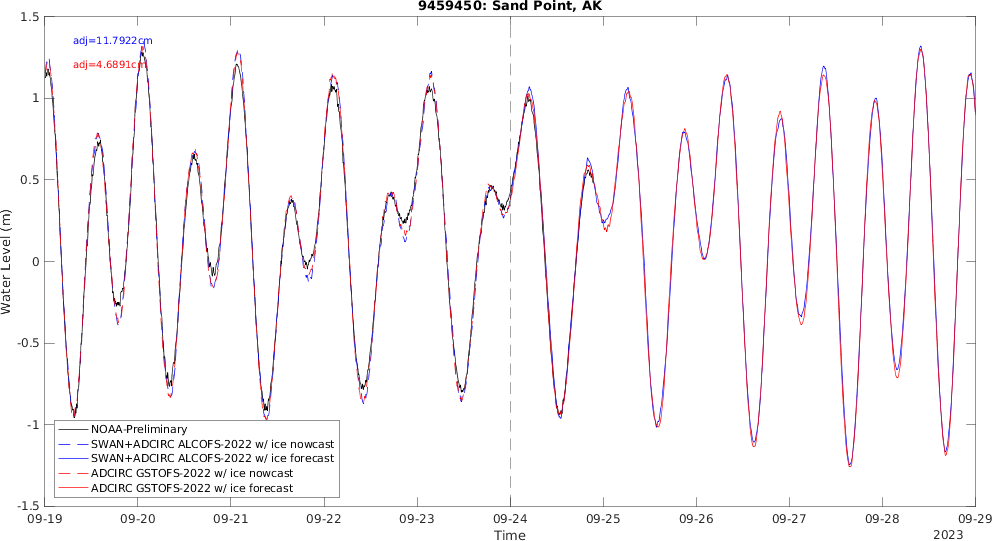 9459450: Sand Point, AK
adj=11.7922cm
adj=4.6891cm
1.5
1
0.5
0
-0.5
-1
-1.5
Water Level (m)
NOAA-Preliminary
SWAN+ADCIRC ALCOFS-2022 w/ ice nowcast
SWAN+ADCIRC ALCOFS-2022 w/ ice forecast
ADCIRC GSTOFS-2022 w/ ice nowcast
ADCIRC GSTOFS-2022 w/ ice forecast
09-19 09-20 09-21 09-22 09-23 09-24 09-25 09-26 09-27 09-28 09-29
Time
2023